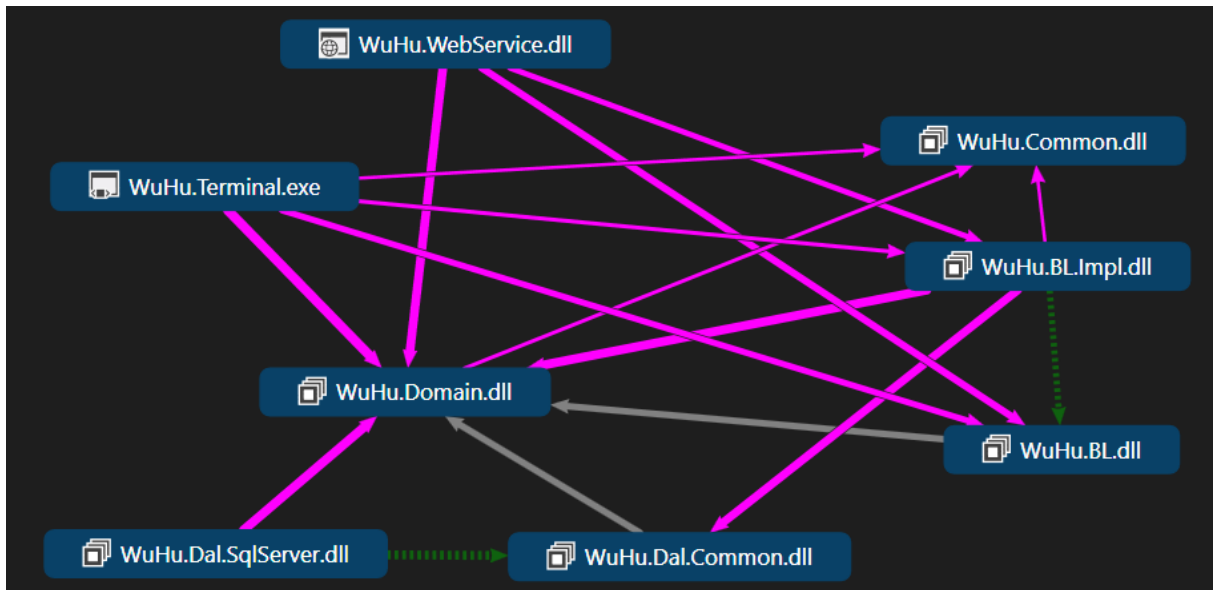 WuHu.WebService.dll
WuHu.Common.dll
WuHu.Terminal.exe
WuHu.BL.Impl.dll
WuHu.Domain.dll
WuHu.BL.dll
WuHu.Dal.SqlServer.dll
WuHu.Dal.Common.dll